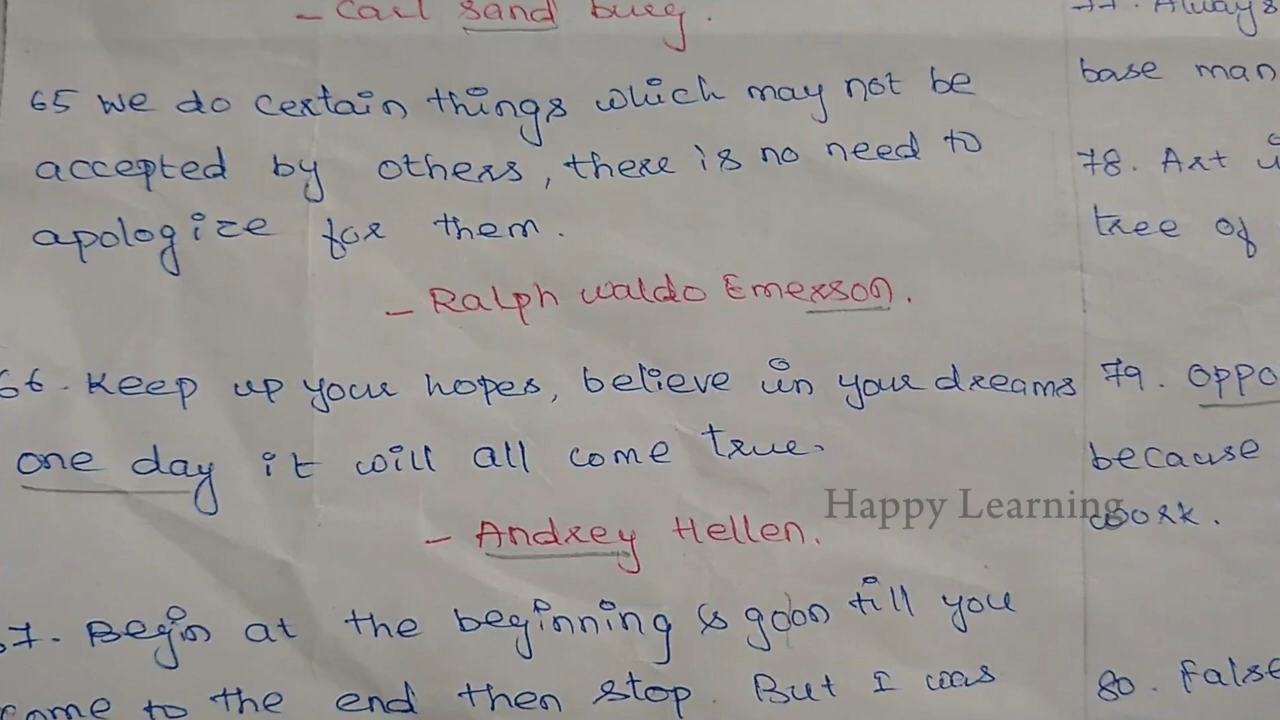 - Carl Sand burg.
65 we do certain things which may not be
accepted by others, there is no need to
apologize for them.
- Ralph waldo Emerson.
66. Keep up your hopes, believe in your dreams
one day it will all come true.
- Andrey Hellen.
67. Begin at the beginning & goon till you
come to the end then stop. But I was
77. Always
base man
78. Art
tree of
79. Oppo
because
work.
80. False
Happy Learning